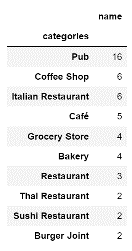 name
categories
Pub 16
Coffee Shop 6
Italian Restaurant 6
Café 5
Grocery Store 4
Bakery 4
Restaurant 3
Thai Restaurant 2
Sushi Restaurant 2
Burger Joint 2